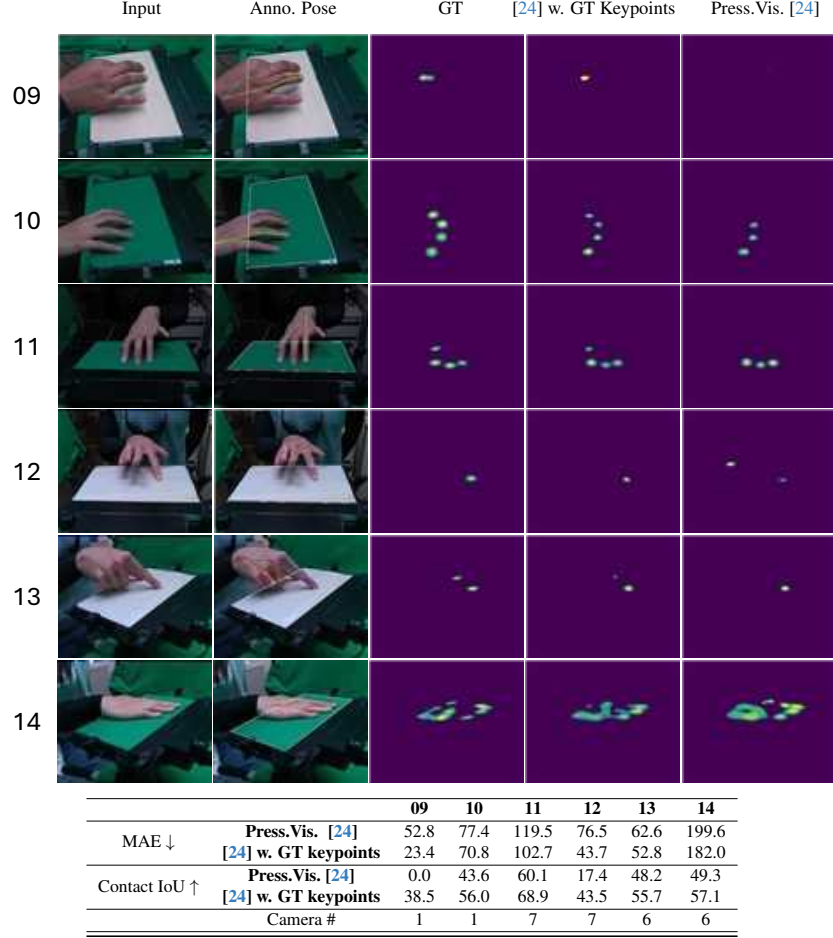 Input Anno. Pose GT [24] w. GT Keypoints Press.Vis. [24]
09
10
11
12
13
14
09 10 11 12 13 14
MAE ↓ Press.Vis. [24] 52.8 77.4 119.5 76.5 62.6 199.6
[24] w. GT keypoints 23.4 70.8 102.7 43.7 52.8 182.0
Contact IoU ↑ Press.Vis. [24] 0.0 43.6 60.1 17.4 48.2 49.3
[24] w. GT keypoints 38.5 56.0 68.9 43.5 55.7 57.1
Camera # 1 1 7 7 6 6